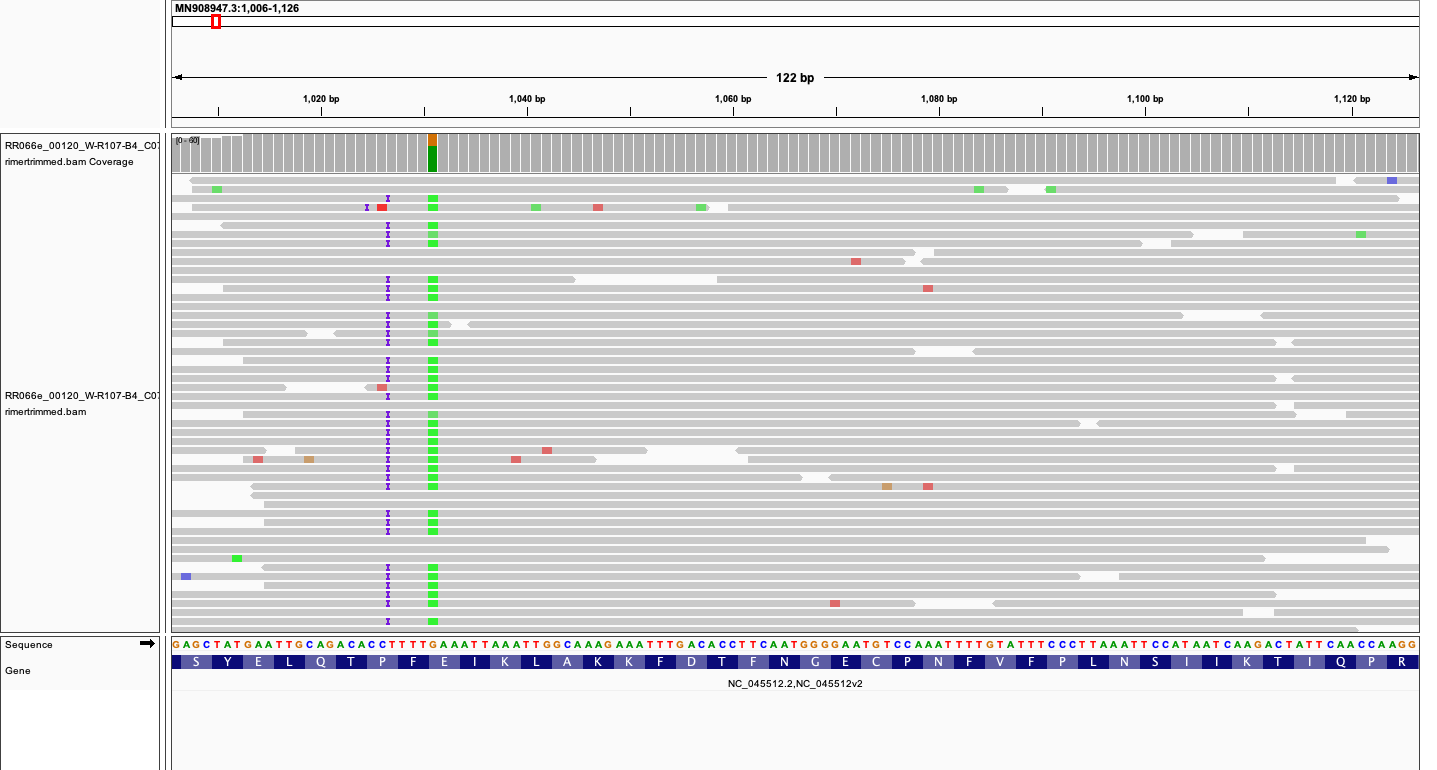 MN908947.3:1,006-1,126
122 bp
1,020 bp 1,040 bp 1,060 bp 1,080 bp 1,100 bp 1,120 bp
RR066e_00120_W-R107-B4_C07
rimertrimmed.bam Coverage
[0 - 60]
RR066e_00120_W-R107-B4_C07
rimertrimmed.bam
Sequence
GAGCTATGAATTGCAGACACCTTTTGAAATTAAATTGGCAAAGAAATTTGACACCTTCAATGGGGAATGTCCAAATTTTGTATTTCCCTTAAATTCCATAATCAAGACTATTCAACCAAGG
Gene
S Y E L Q T P F E I K L A K K F D T F N G E C P N F V F P L N S I I K T I Q P R
NC_045512.2,NC_045512v2